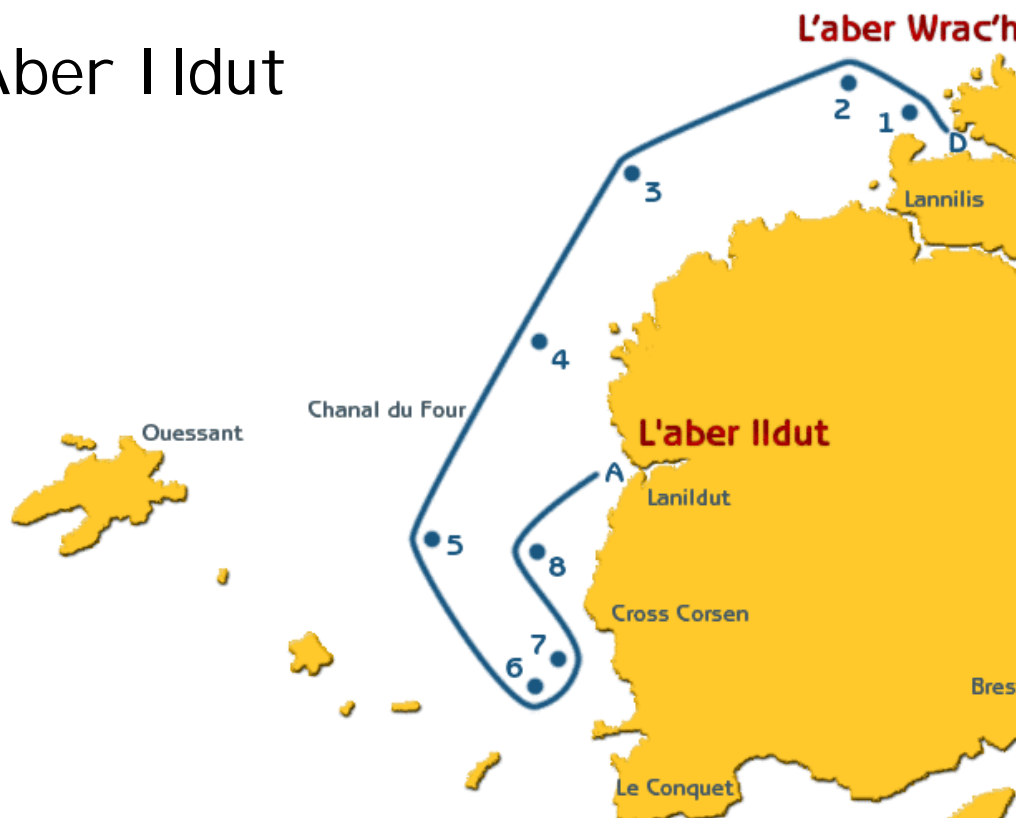 Aber Ildut
L'aber Wrac'h
2
1
D
3
Lannilis
4
Chanal du Four
Ouessant
L'aber Ildut
A
Lanildut
5
8
Cross Corsen
7
6
Bres
Le Conquet